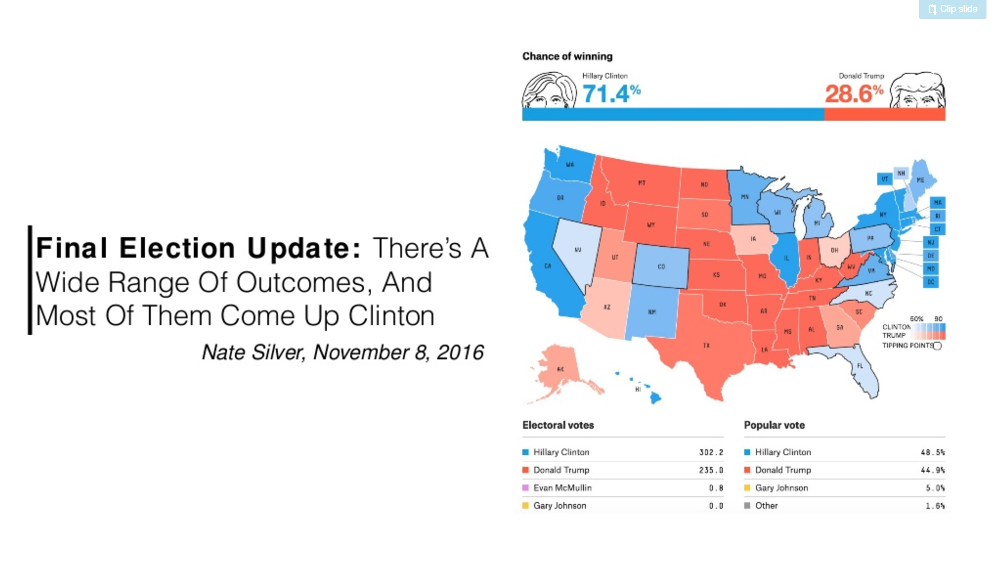 Clip slide
Final Election Update: There's A
Wide Range Of Outcomes, And
Most Of Them Come Up Clinton
Nate Silver, November 8, 2016
Chance of winning
Hillary Clinton
71.4%
Donald Trump
28.6%
WA
OR
CA
NV
ID
MT
WY
UT
AZ
CO
NM
ND
SD
NE
KS
OK
TX
MN
IA
MO
AR
LA
WI
IL
MI
IN
OH
KY
TN
MS
AL
GA
FL
SC
NC
VA
WV
PA
NY
VT
NH
ME
MA
RI
CT
NJ
DE
MD
DC
AK
HI
60% 90
CLINTON
TRUMP
TIPPING POINTS
Electoral votes
Hillary Clinton 302.2
Donald Trump 235.0
Evan McMullin 0.8
Gary Johnson 0.0
Popular vote
Hillary Clinton 48.5%
Donald Trump 44.9%
Gary Johnson 5.0%
Other 1.6%